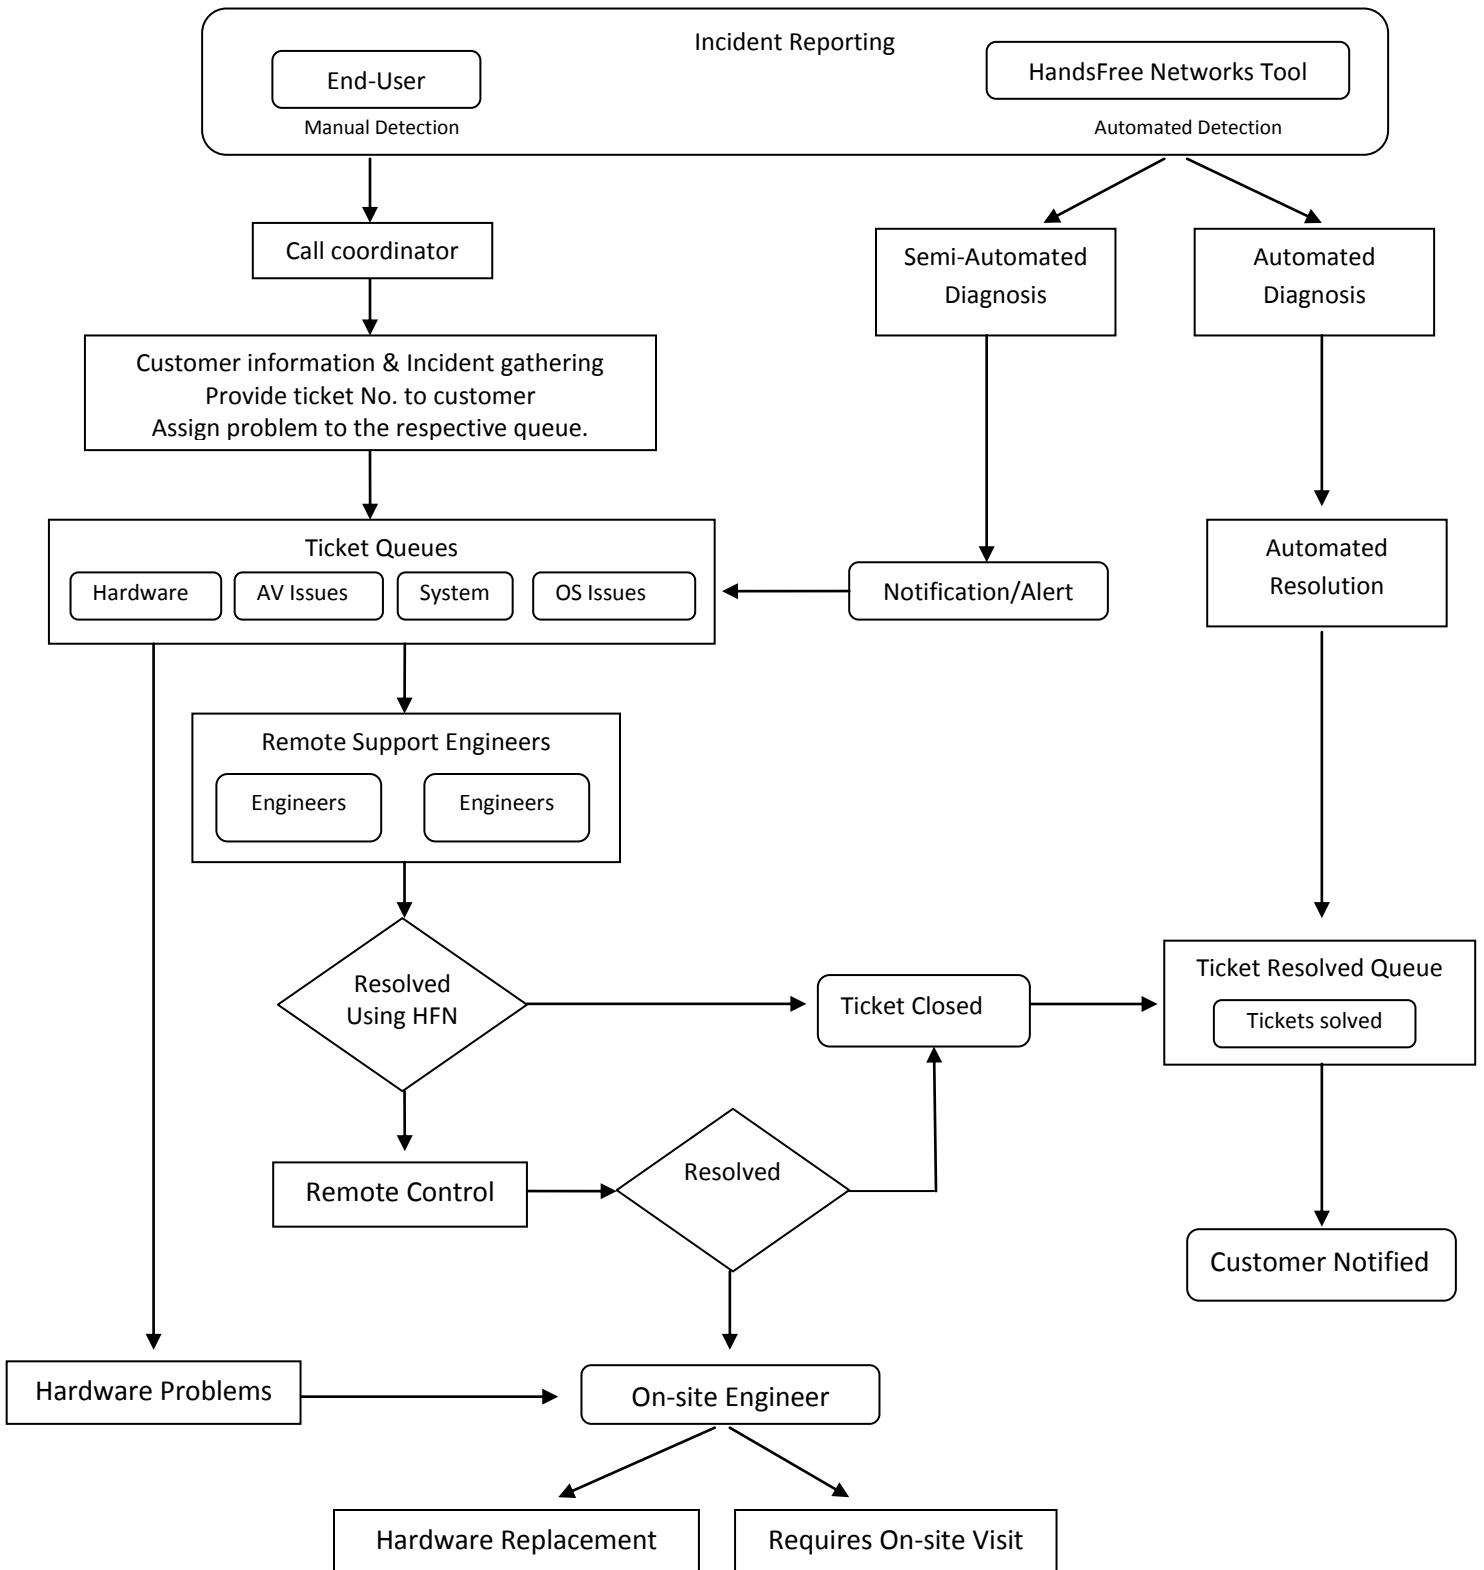 Incident Reporting
End-User
HandsFree Networks Tool
Manual Detection
Automated Detection
Call coordinator
Semi-Automated
Diagnosis
Automated
Diagnosis
Customer information & Incident gathering
Provide ticket No. to customer
Assign problem to the respective queue.
Ticket Queues
Hardware
AV Issues
System
OS Issues
Notification/Alert
Automated
Resolution
Remote Support Engineers
Engineers
Engineers
Resolved
Using HFN
Ticket Closed
Ticket Resolved Queue
Tickets solved
Remote Control
Resolved
Customer Notified
Hardware Problems
On-site Engineer
Hardware Replacement
Requires On-site Visit